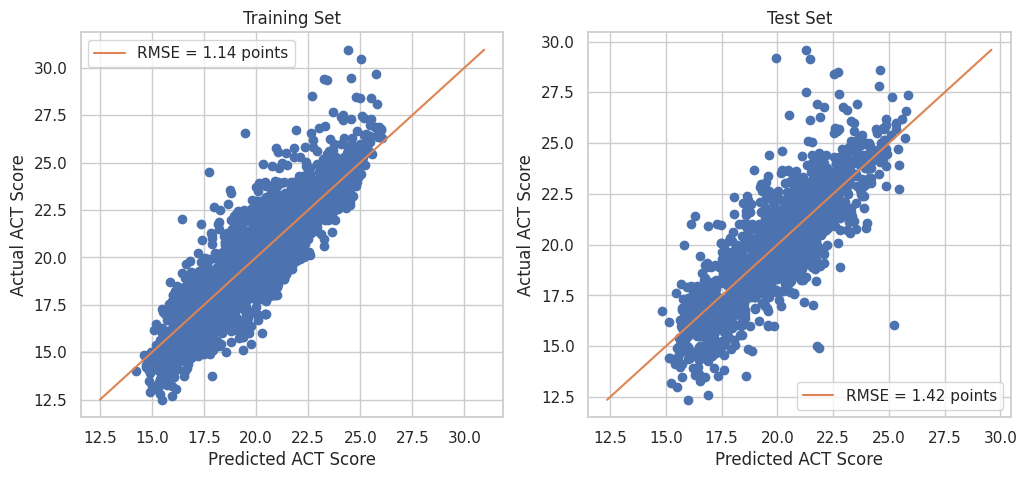 Training Set
RMSE = 1.14 points
Actual ACT Score
30.0
27.5
25.0
22.5
20.0
17.5
15.0
12.5
12.5 15.0 17.5 20.0 22.5 25.0 27.5 30.0
Predicted ACT Score
Test Set
RMSE = 1.42 points
Actual ACT Score
30.0
27.5
25.0
22.5
20.0
17.5
15.0
12.5
12.5 15.0 17.5 20.0 22.5 25.0 27.5 30.0
Predicted ACT Score